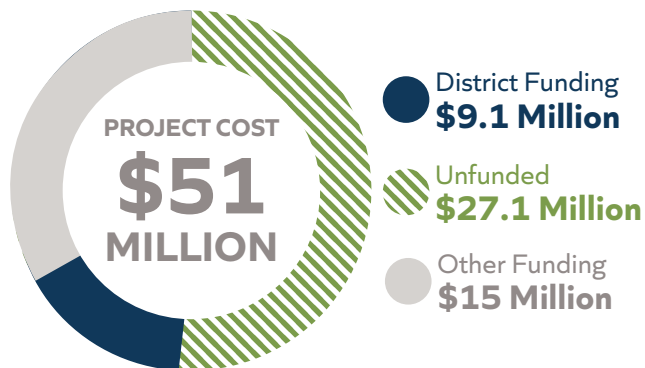 PROJECT COST
$51
MILLION
District Funding
$9.1 Million
Unfunded
$27.1 Million
Other Funding
$15 Million